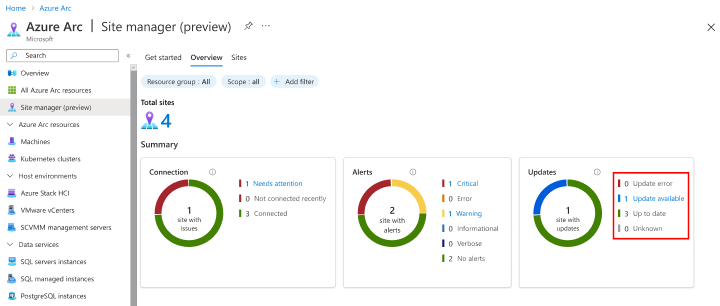 Home > Azure Arc
Azure Arc | Site manager (preview) ...
Microsoft
Search
«
Overview
All Azure Arc resources
Site manager (preview)
Azure Arc resources
Machines
Kubernetes clusters
Host environments
Azure Stack HCI
VMware vCenters
SCVMM management servers
Data services
SQL servers instances
SQL managed instances
PostgreSQL instances
Get started Overview Sites
Resource group : All Scope : all + Add filter
Total sites
4
Summary
Connection
1
site with
issues
1 Needs attention
0 Not connected recently
3 Connected
Alerts
2
site with
alerts
1 Critical
0 Error
1 Warning
0 Informational
0 Verbose
2 No alerts
Updates
1
site with
updates
0 Update error
1 Update available
3 Up to date
0 Unknown